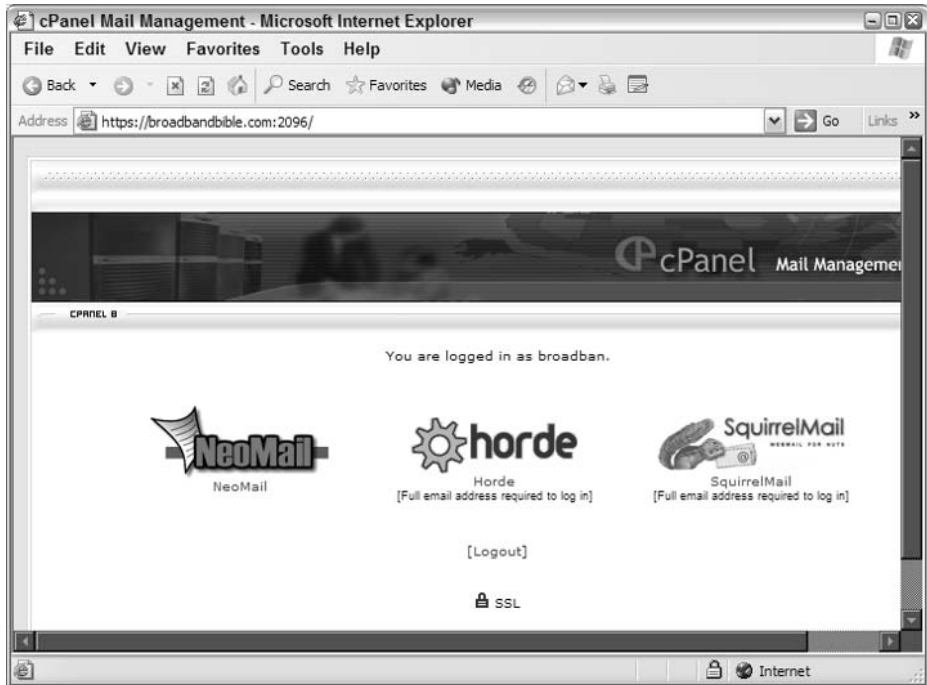 cPanel Mail Management - Microsoft Internet Explorer
File Edit View Favorites Tools Help
Back Search Favorites Media
Address https://broadbandbible.com:2096/ Go Links »
cPanel Mail Manageme
CPANEL 8
You are logged in as broadban.
NeoMail horde SquirrelMail
WEBMAIL FOR NUTS
@
NeoMail Horde SquirrelMail
[Full email address required to log in] [Full email address required to log in]
[Logout]
SSL
Internet